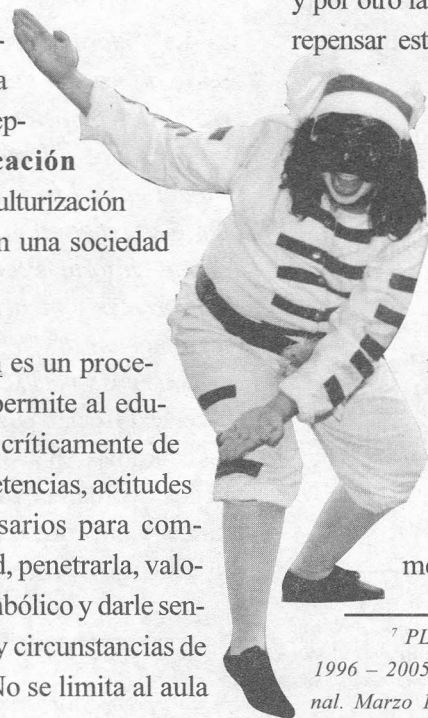 a
ep-
cación
ulturización
n una sociedad
es un proce-
permite al edu-
críticamente de
etencias, actitudes
sarios para com-
d, penetrarla, valo-
mbólico y darle sen-
y circunstancias de
No se limita al aula
y por otro la
repensar est
me
⁷ PL
1996 – 2005
nal. Marzo 1